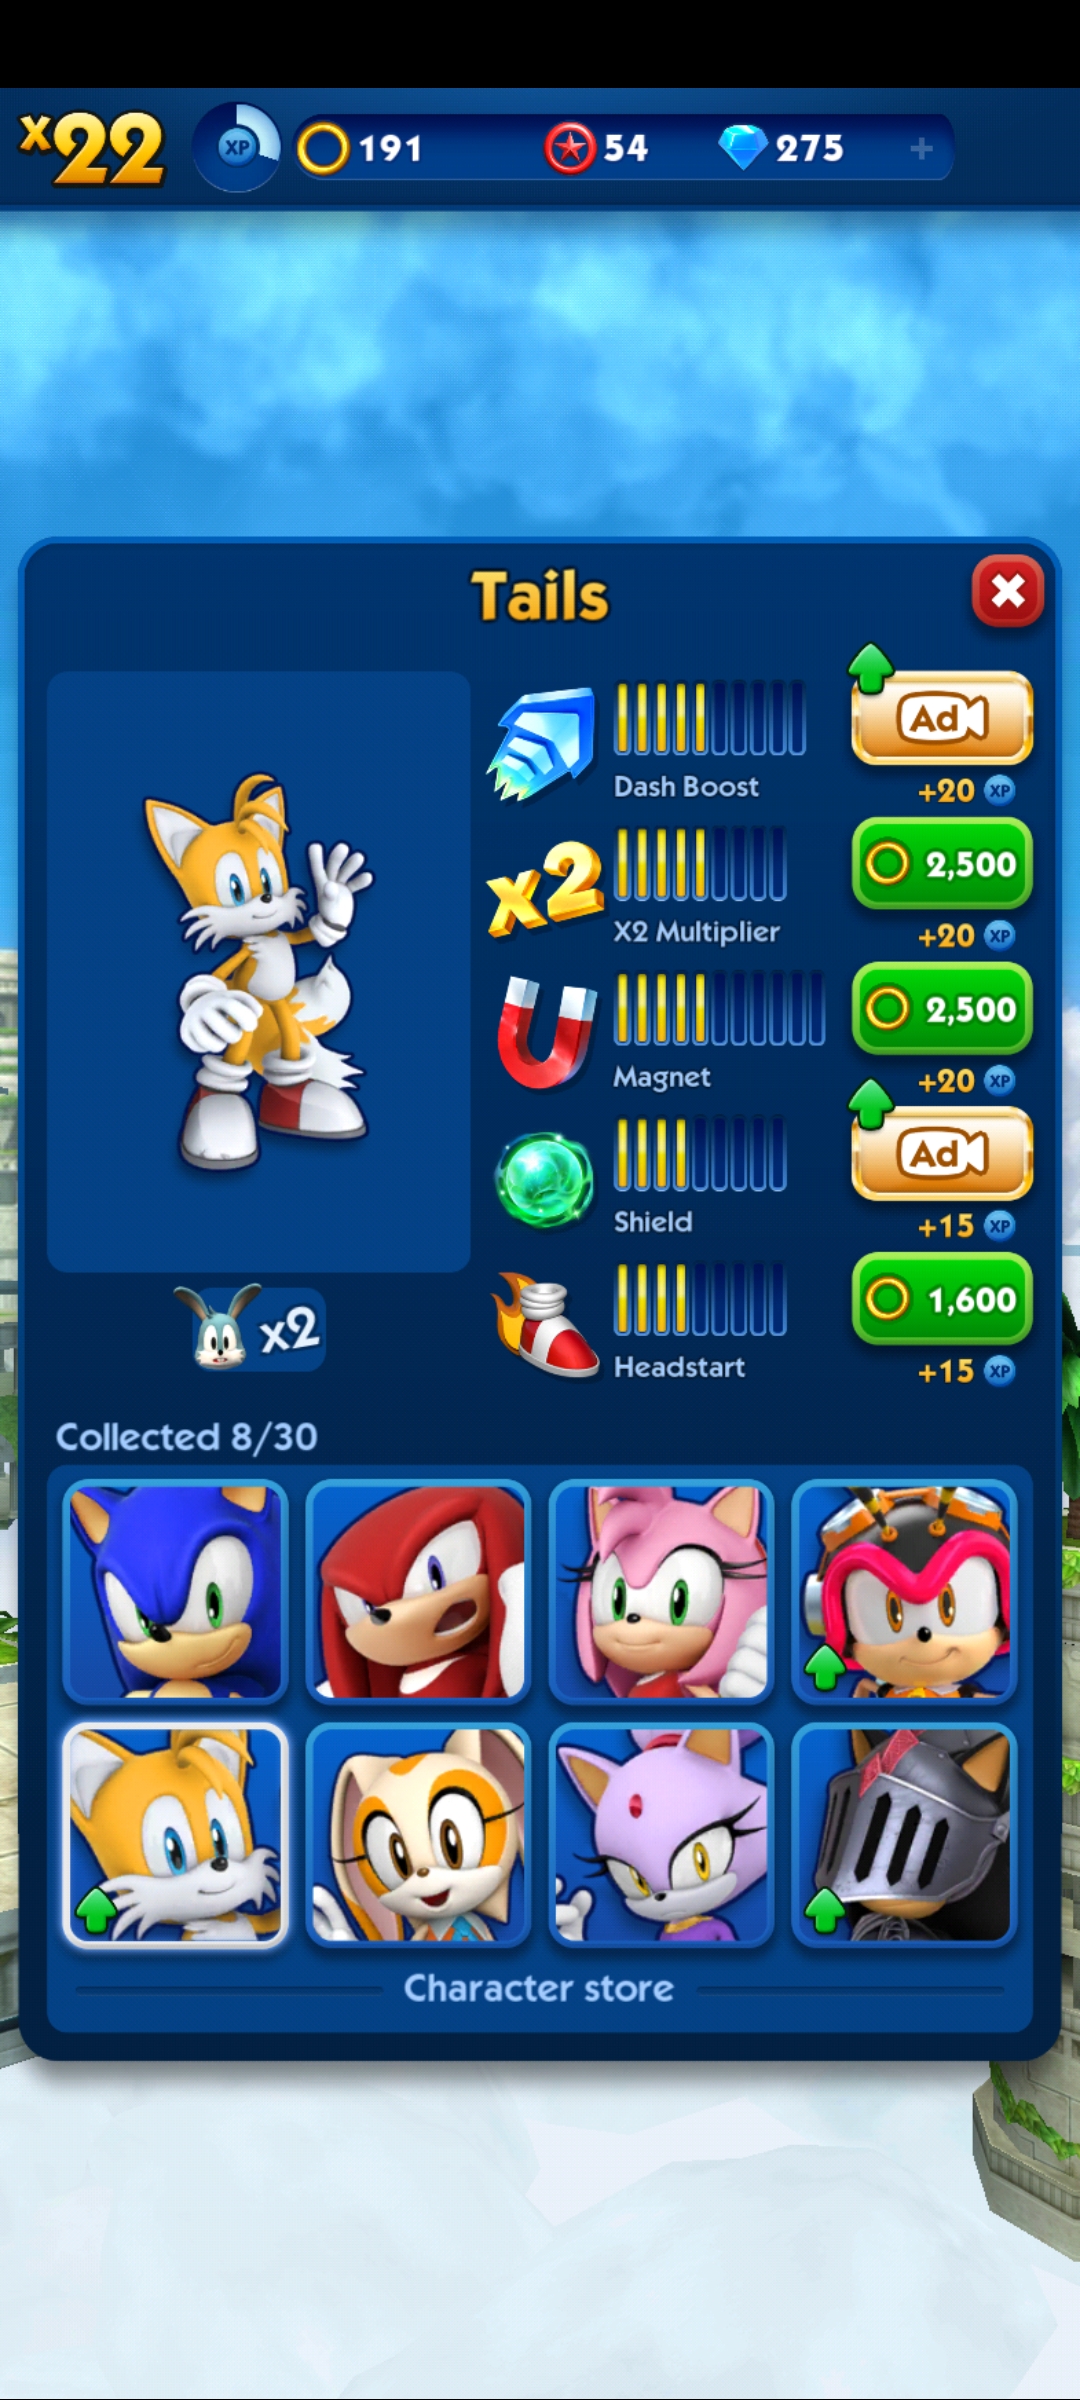 x22 XP 191 54 275 +
Tails
Ad
Dash Boost
+20 XP
x2
2,500
X2 Multiplier
+20 XP
2,500
Magnet
+20 XP
Ad
Shield
+15 XP
1,600
x2
Headstart
+15 XP
Collected 8/30
Character store